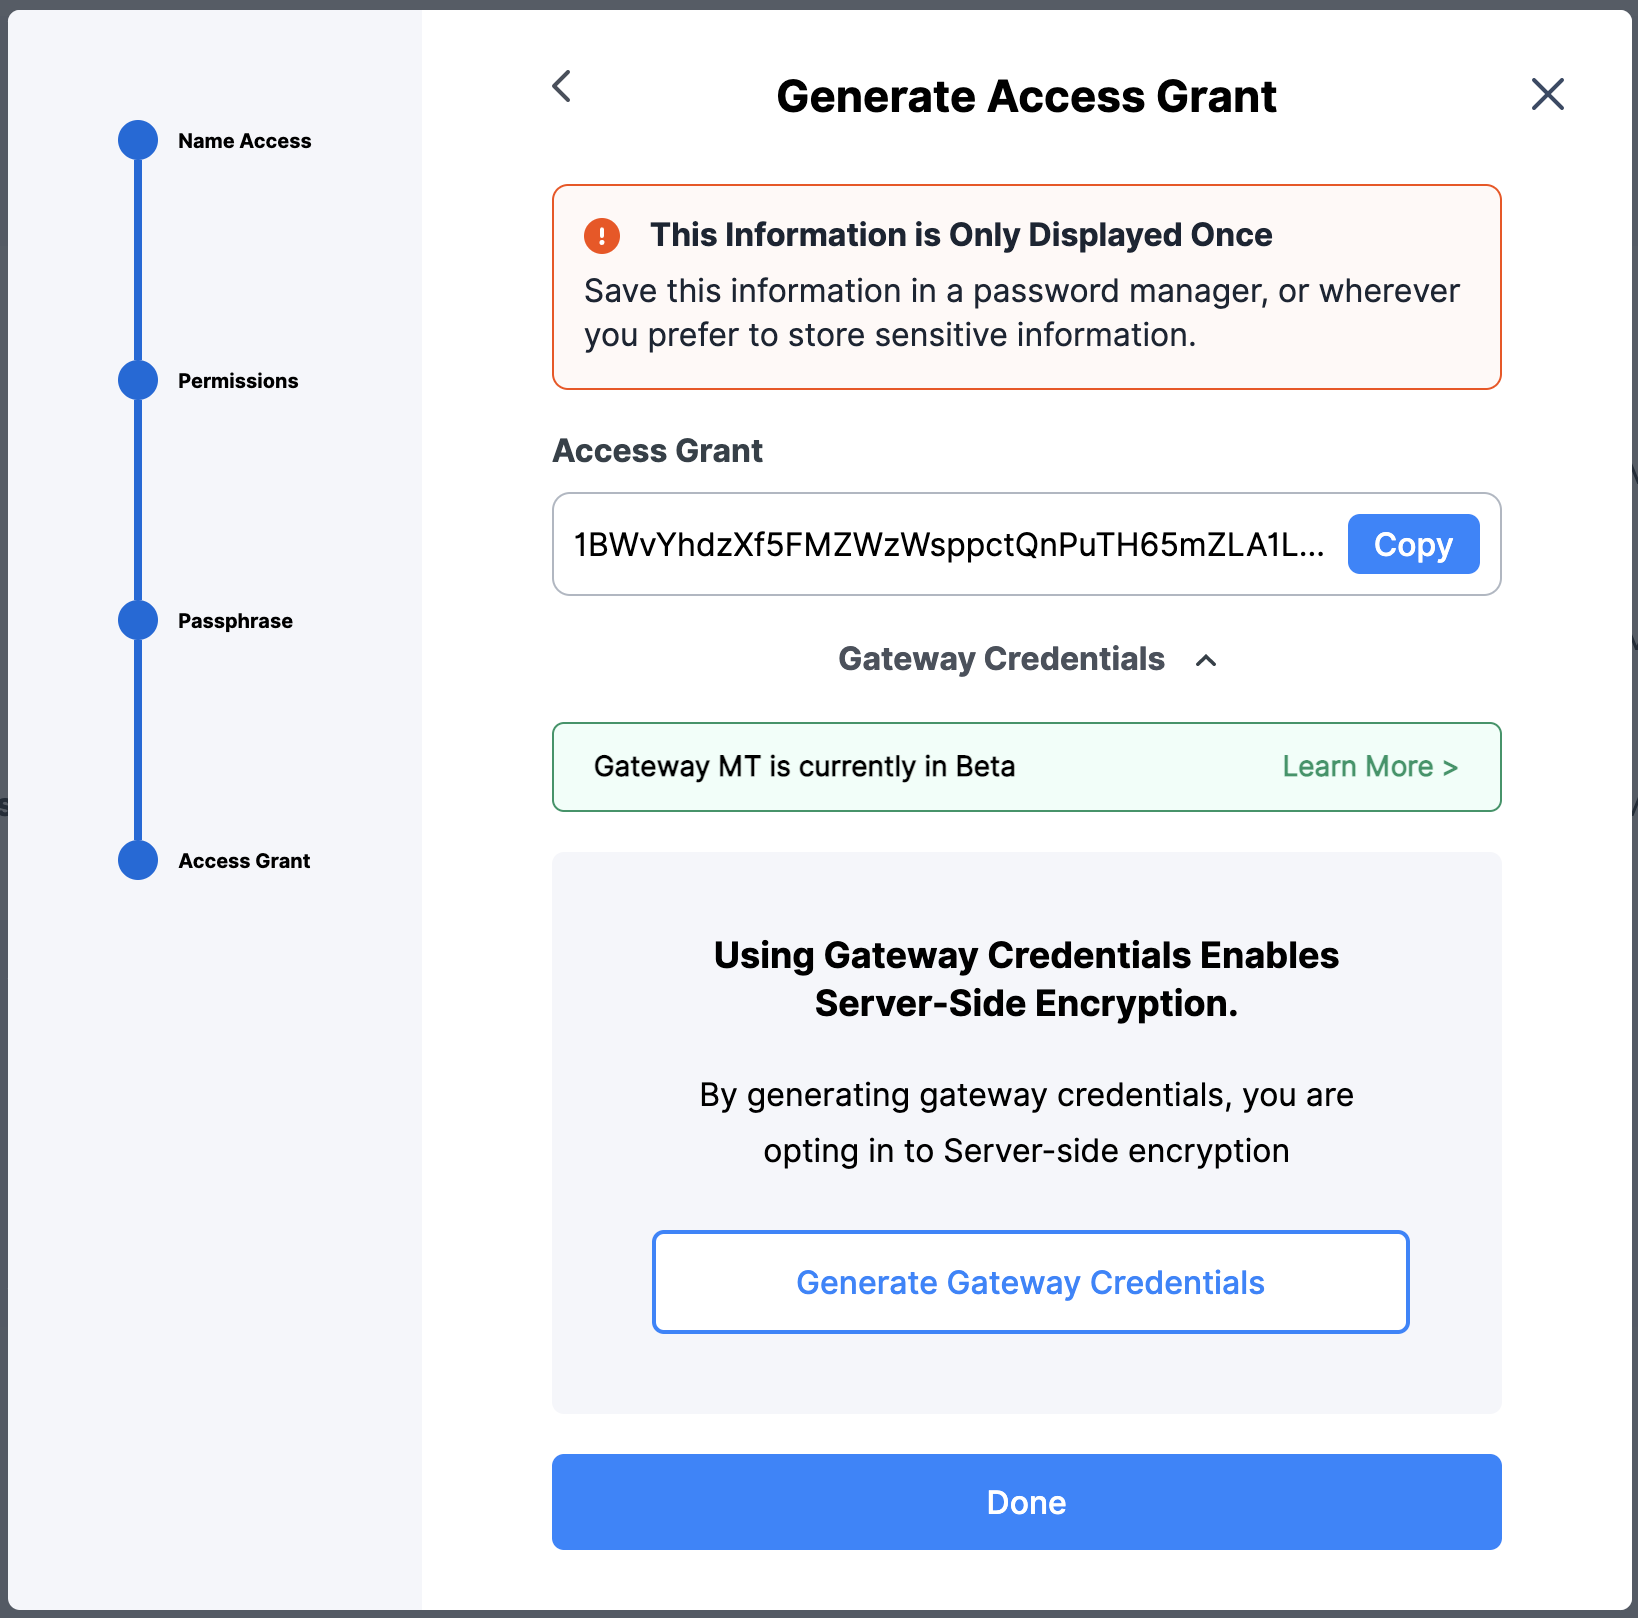 Name Access
Permissions
Passphrase
Access Grant
Generate Access Grant
This Information is Only Displayed Once
Save this information in a password manager, or wherever
you prefer to store sensitive information.
Access Grant
1BWvYhdzXf5FMZWzWsppctQnPuTH65mZLA1L...
Copy
Gateway Credentials
Gateway MT is currently in Beta
Learn More >
Using Gateway Credentials Enables
Server-Side Encryption.
By generating gateway credentials, you are
opting in to Server-side encryption
Generate Gateway Credentials
Done